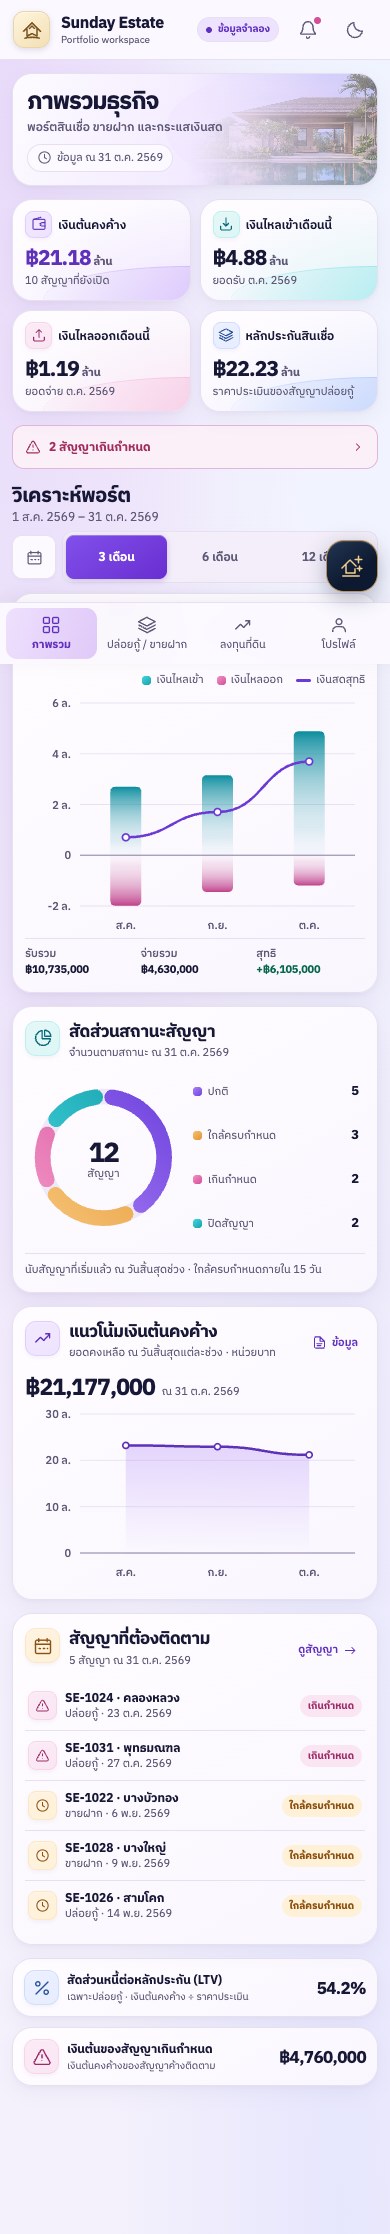 Sunday Estate
Portfolio workspace
ข้อมูลจำลอง
ภาพรวมธุรกิจ
พอร์ตสินเชื่อ ขายฝาก และกระแสเงินสด
ข้อมูล ณ 31 ต.ค. 2569
เงินต้นคงค้าง
฿21.18 ล้าน
10 สัญญาที่ยังเปิด
เงินไหลเข้าเดือนนี้
฿4.88 ล้าน
ยอดรับ ต.ค. 2569
เงินไหลออกเดือนนี้
฿1.19 ล้าน
ยอดจ่าย ต.ค. 2569
หลักประกันสินเชื่อ
฿22.23 ล้าน
ราคาประเมินของสัญญาปล่อยกู้
2 สัญญาเกินกำหนด
วิเคราะห์พอร์ต
1 ส.ค. 2569 – 31 ต.ค. 2569
3 เดือน
6 เดือน
12
ภาพรวม
ปล่อยกู้ / ขายฝาก
ลงทุนที่ดิน
โปรไฟล์
เงินไหลเข้า
เงินไหลออก
เงินสดสุทธิ
6 ล.
4 ล.
2 ล.
0
-2 ล.
ส.ค.
ก.ย.
ต.ค.
รับรวม
฿10,735,000
จ่ายรวม
฿4,630,000
สุทธิ
+฿6,105,000
สัดส่วนสถานะสัญญา
จำนวนตามสถานะ ณ 31 ต.ค. 2569
12
สัญญา
ปกติ 5
ใกล้ครบกำหนด 3
เกินกำหนด 2
ปิดสัญญา 2
นับสัญญาที่เริ่มแล้ว ณ วันสิ้นสุดช่วง · ใกล้ครบกำหนดภายใน 15 วัน
แนวโน้มเงินต้นคงค้าง
ยอดคงเหลือ ณ วันสิ้นสุดแต่ละช่วง · หน่วยบาท
ข้อมูล
฿21,177,000 ณ 31 ต.ค. 2569
30 ล.
20 ล.
10 ล.
0
ส.ค.
ก.ย.
ต.ค.
สัญญาที่ต้องติดตาม
5 สัญญา ณ 31 ต.ค. 2569
ดูสัญญา →
SE-1024 · คลองหลวง
ปล่อยกู้ · 23 ต.ค. 2569
เกินกำหนด
SE-1031 · พุทธมณฑล
ปล่อยกู้ · 27 ต.ค. 2569
เกินกำหนด
SE-1022 · บางบัวทอง
ขายฝาก · 6 พ.ย. 2569
ใกล้ครบกำหนด
SE-1028 · บางใหญ่
ขายฝาก · 9 พ.ย. 2569
ใกล้ครบกำหนด
SE-1026 · สามโคก
ปล่อยกู้ · 14 พ.ย. 2569
ใกล้ครบกำหนด
สัดส่วนหนี้ต่อหลักประกัน (LTV)
เฉพาะปล่อยกู้ · เงินต้นคงค้าง ÷ ราคาประเมิน
54.2%
เงินต้นของสัญญาเกินกำหนด
เงินต้นคงค้างของสัญญาค้างติดตาม
฿4,760,000